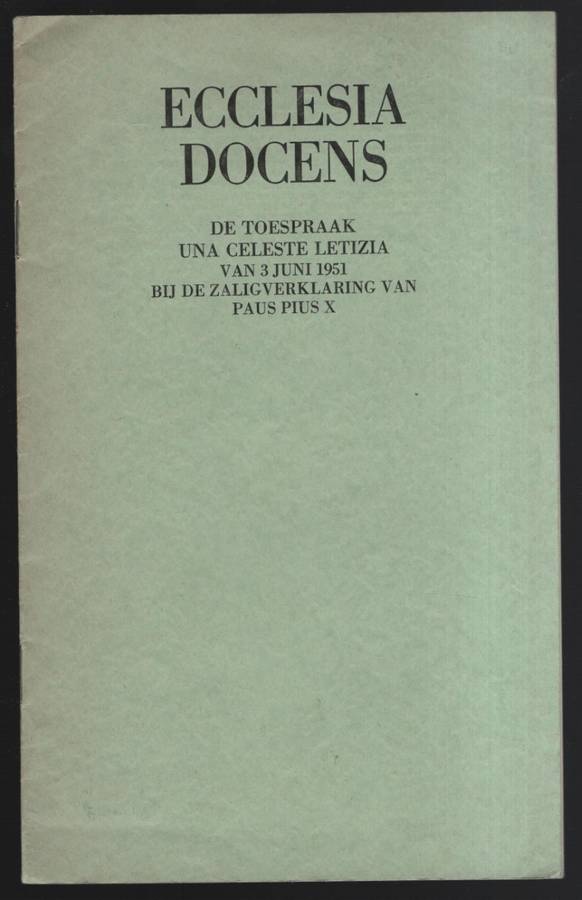 ECCLESIA
DOCENS
DE TOESPRAAK
UNA CELESTE LETIZIA
VAN 3 JUNI 1951
BIJ DE ZALIGVERKLARING VAN
PAUS PIUS X